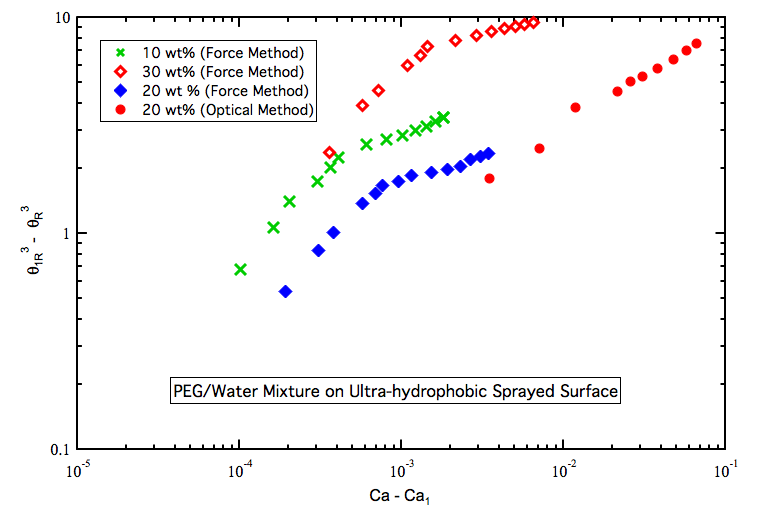 10
10 wt% (Force Method)
30 wt% (Force Method)
20 wt % (Force Method)
20 wt% (Optical Method)
θ1R³ - θR³
1
PEG/Water Mixture on Ultra-hydrophobic Sprayed Surface
0.1
10⁻⁵ 10⁻⁴ 10⁻³ 10⁻² 10⁻¹
Ca - Ca₁